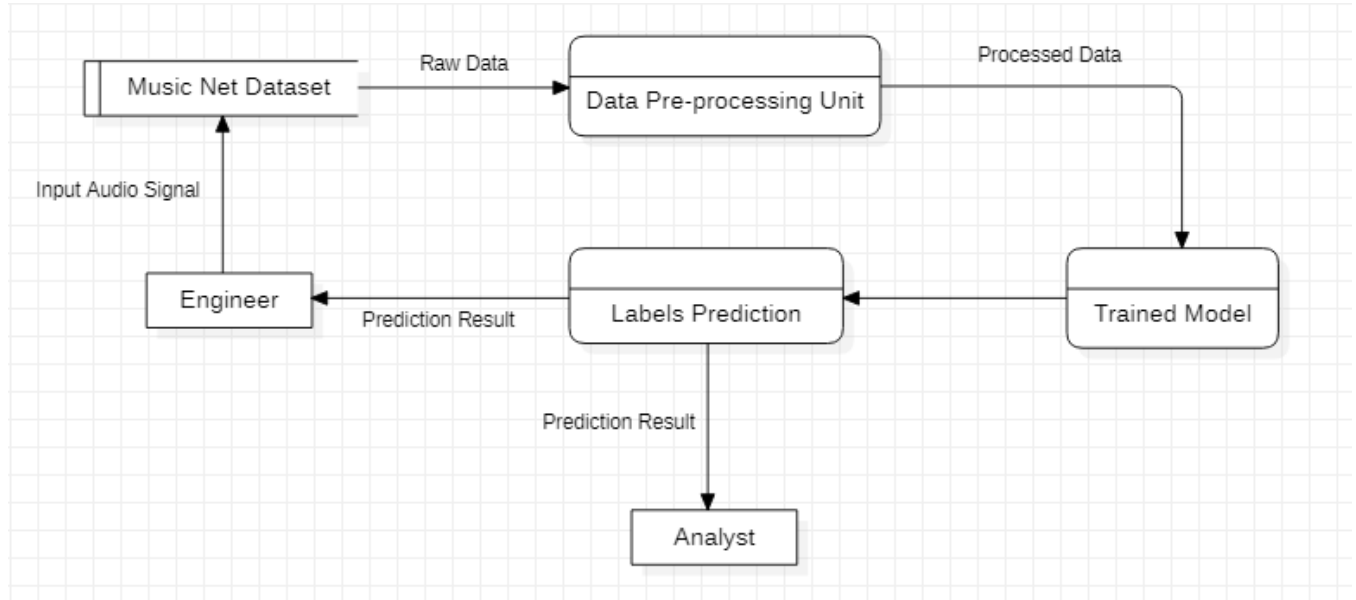 Raw Data
Processed Data
Music Net Dataset
Data Pre-processing Unit
Input Audio Signal
Engineer
Prediction Result
Labels Prediction
Trained Model
Prediction Result
Analyst